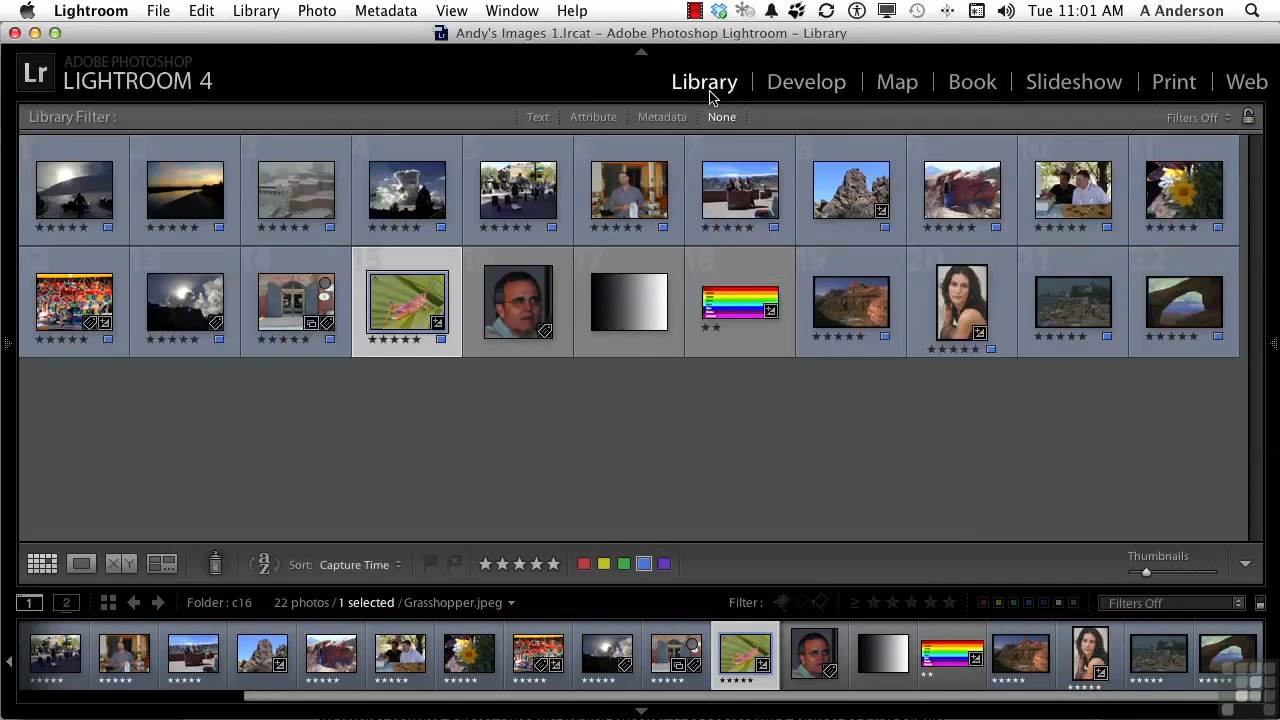 Lightroom File Edit Library Photo Metadata View Window Help Tue 11:01 AM A Anderson
Andy's Images 1.lrcat - Adobe Photoshop Lightroom - Library
Lr ADOBE PHOTOSHOP
LIGHTROOM 4
Library Develop Map Book Slideshow Print Web
Library Filter : Text Attribute Metadata None Filters Off
Sort: Capture Time
Thumbnails
1 2 Folder : c16 22 photos / 1 selected / Grasshopper.jpeg Filter : Filters Off